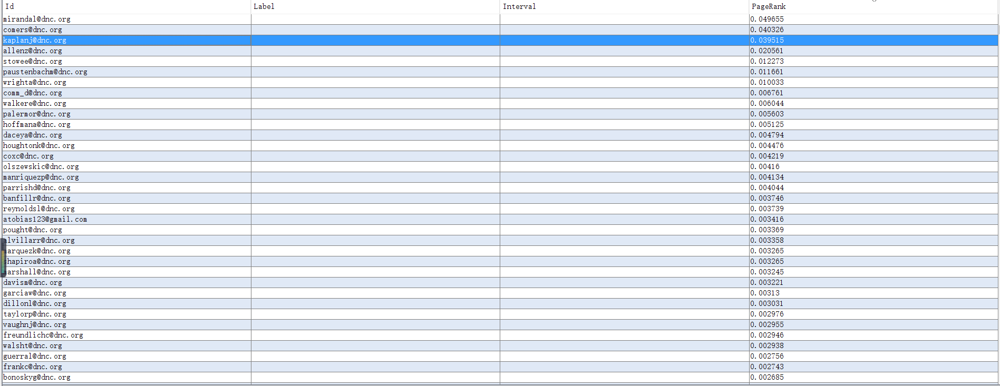 Id Label Interval PageRank
mirandal@dnc.org 0.049655
comers@dnc.org 0.040326
kaplanj@dnc.org 0.039515
allenz@dnc.org 0.020561
stowee@dnc.org 0.012273
paustenbachm@dnc.org 0.011661
wrighta@dnc.org 0.010033
comm_d@dnc.org 0.006761
walkere@dnc.org 0.006044
palermor@dnc.org 0.005603
hoffmana@dnc.org 0.005125
daceya@dnc.org 0.004794
houghtonk@dnc.org 0.004476
coxc@dnc.org 0.004219
olszewskic@dnc.org 0.00416
manriquezp@dnc.org 0.004134
parrishd@dnc.org 0.004044
banfillr@dnc.org 0.003746
reynoldsl@dnc.org 0.003739
atobias123@gmail.com 0.003416
pought@dnc.org 0.003369
alvillarr@dnc.org 0.003358
arquezk@dnc.org 0.003265
hapiroa@dnc.org 0.003265
arshall@dnc.org 0.003245
davism@dnc.org 0.003221
garciaw@dnc.org 0.00313
dillonl@dnc.org 0.003031
taylorp@dnc.org 0.002976
vaughnj@dnc.org 0.002955
freundlichc@dnc.org 0.002946
walsht@dnc.org 0.002938
guerral@dnc.org 0.002756
frankc@dnc.org 0.002743
bonoskyg@dnc.org 0.002685